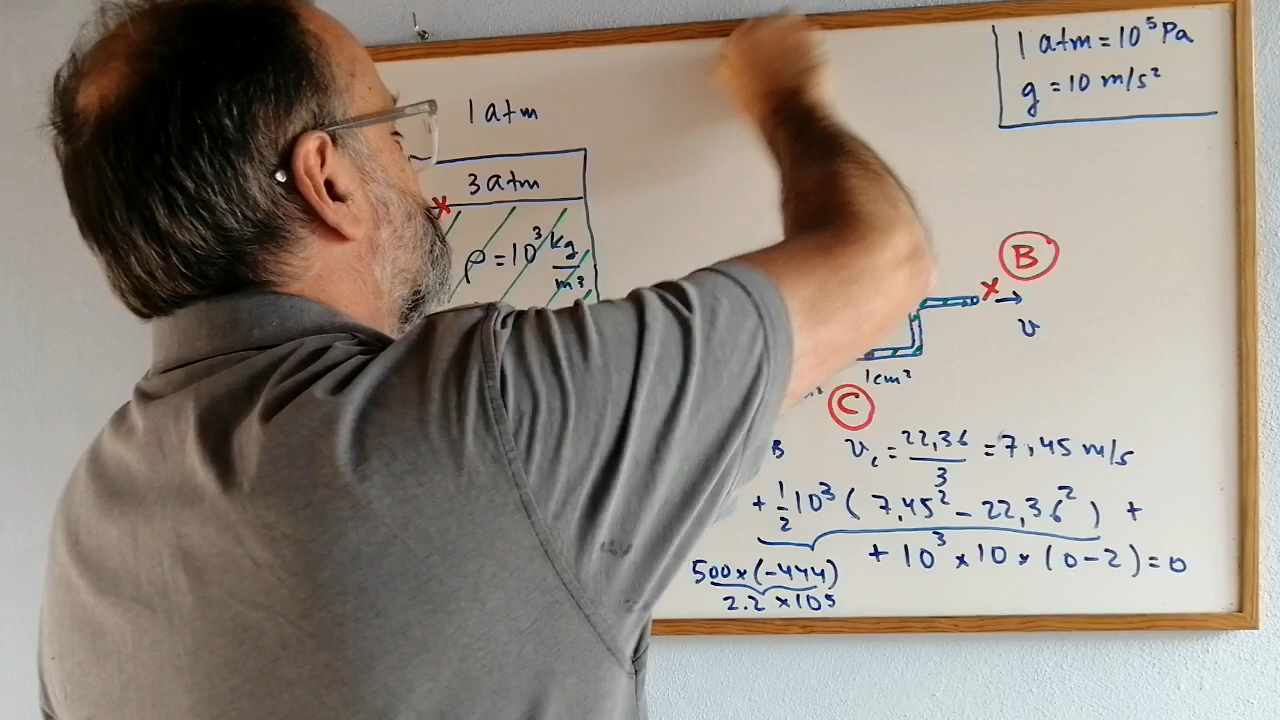 1 atm = 10⁵ Pa
g = 10 m/s²
1 atm
3 atm
x
ρ = 10³ kg/m³
B
x
v
1 cm²
C
B
v_c = 22,36/3 = 7,45 m/s
+ 1/2 10³ ( 7,45² - 22,36² ) +
+ 10³ x 10 x (0-2) = 0
500 x (-444)
2.2 x 10⁵